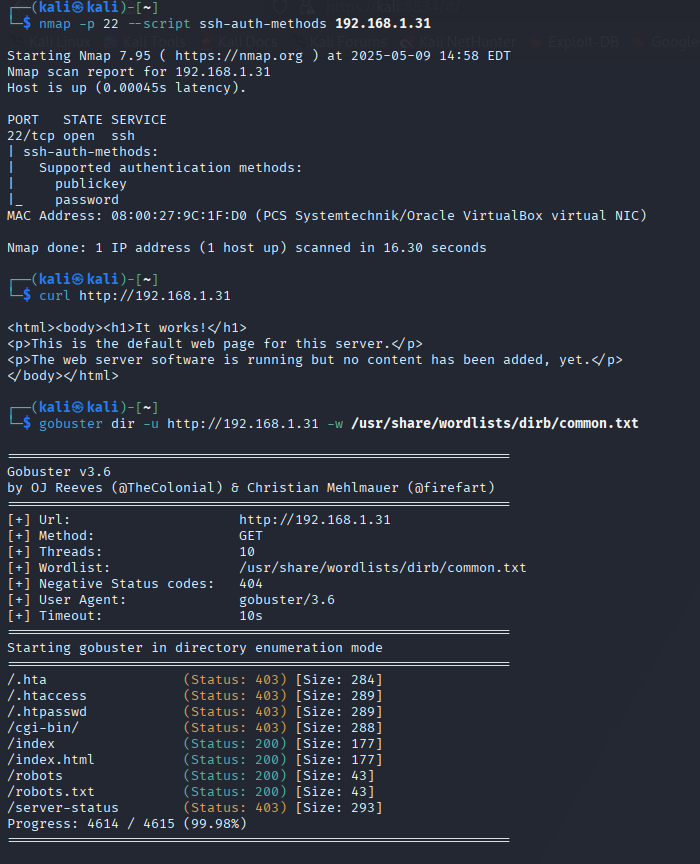 ┌──(kali㉿kali)-[~]
└─$ nmap -p 22 --script ssh-auth-methods 192.168.1.31
Starting Nmap 7.95 ( https://nmap.org ) at 2025-05-09 14:58 EDT
Nmap scan report for 192.168.1.31
Host is up (0.00045s latency).
PORT   STATE SERVICE
22/tcp open  ssh
| ssh-auth-methods:
|   Supported authentication methods:
|     publickey
|_    password
MAC Address: 08:00:27:9C:1F:D0 (PCS Systemtechnik/Oracle VirtualBox virtual NIC)
Nmap done: 1 IP address (1 host up) scanned in 16.30 seconds
┌──(kali㉿kali)-[~]
└─$ curl http://192.168.1.31
<html><body><h1>It works!</h1>
<p>This is the default web page for this server.</p>
<p>The web server software is running but no content has been added, yet.</p>
</body></html>
┌──(kali㉿kali)-[~]
└─$ gobuster dir -u http://192.168.1.31 -w /usr/share/wordlists/dirb/common.txt
===============================================================
Gobuster v3.6
by OJ Reeves (@TheColonial) & Christian Mehlmauer (@firefart)
===============================================================
[+] Url:                     http://192.168.1.31
[+] Method:                  GET
[+] Threads:                 10
[+] Wordlist:                /usr/share/wordlists/dirb/common.txt
[+] Negative Status codes:   404
[+] User Agent:              gobuster/3.6
[+] Timeout:                 10s
===============================================================
Starting gobuster in directory enumeration mode
===============================================================
/.hta                 (Status: 403) [Size: 284]
/.htaccess            (Status: 403) [Size: 289]
/.htpasswd            (Status: 403) [Size: 289]
/cgi-bin/             (Status: 403) [Size: 288]
/index                (Status: 200) [Size: 177]
/index.html           (Status: 200) [Size: 177]
/robots               (Status: 200) [Size: 43]
/robots.txt           (Status: 200) [Size: 43]
/server-status        (Status: 403) [Size: 293]
Progress: 4614 / 4615 (99.98%)
===============================================================